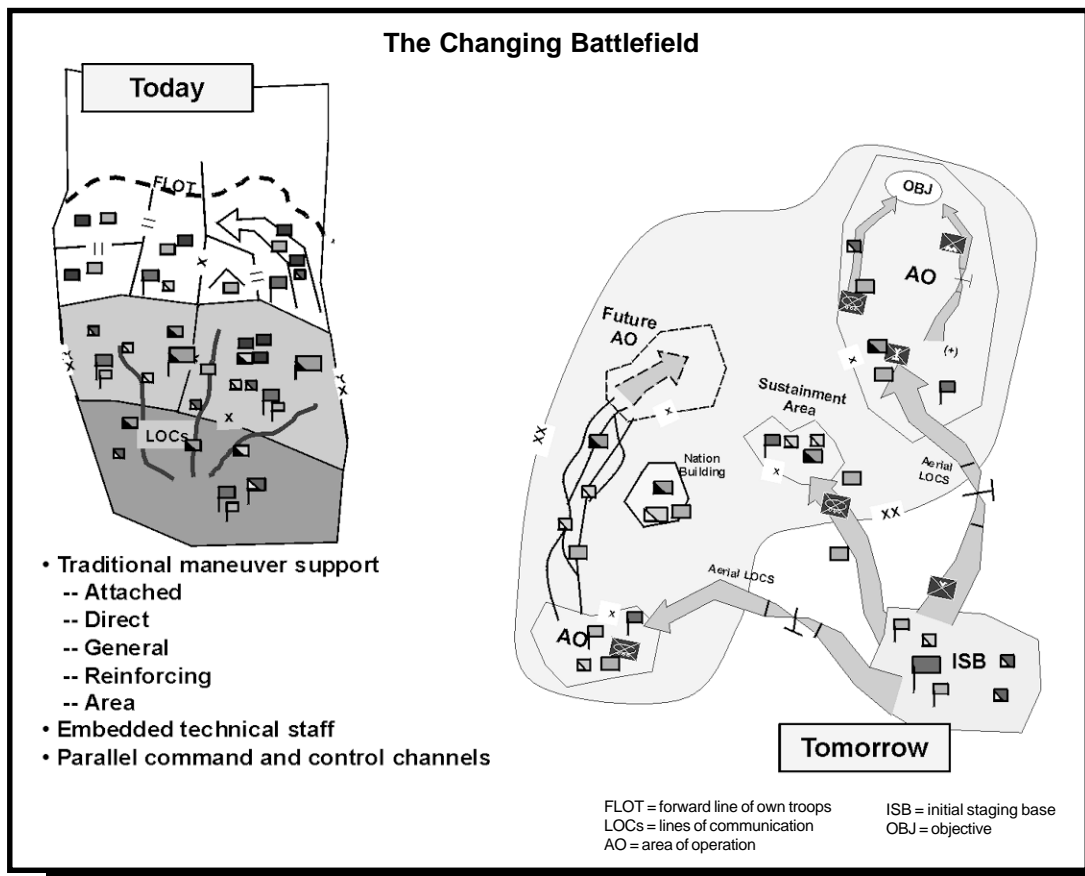 The Changing Battlefield
Today
FLOT
LOCs
• Traditional maneuver support
-- Attached
-- Direct
-- General
-- Reinforcing
-- Area
• Embedded technical staff
• Parallel command and control channels
OBJ
AO
(+)
Future
AO
x
x
Sustainment
Area
x
XX
Nation
Building
Aerial
LOCS
XX
Aerial LOCS
x
AO
ISB
Tomorrow
FLOT = forward line of own troops
LOCs = lines of communication
AO = area of operation
ISB = initial staging base
OBJ = objective